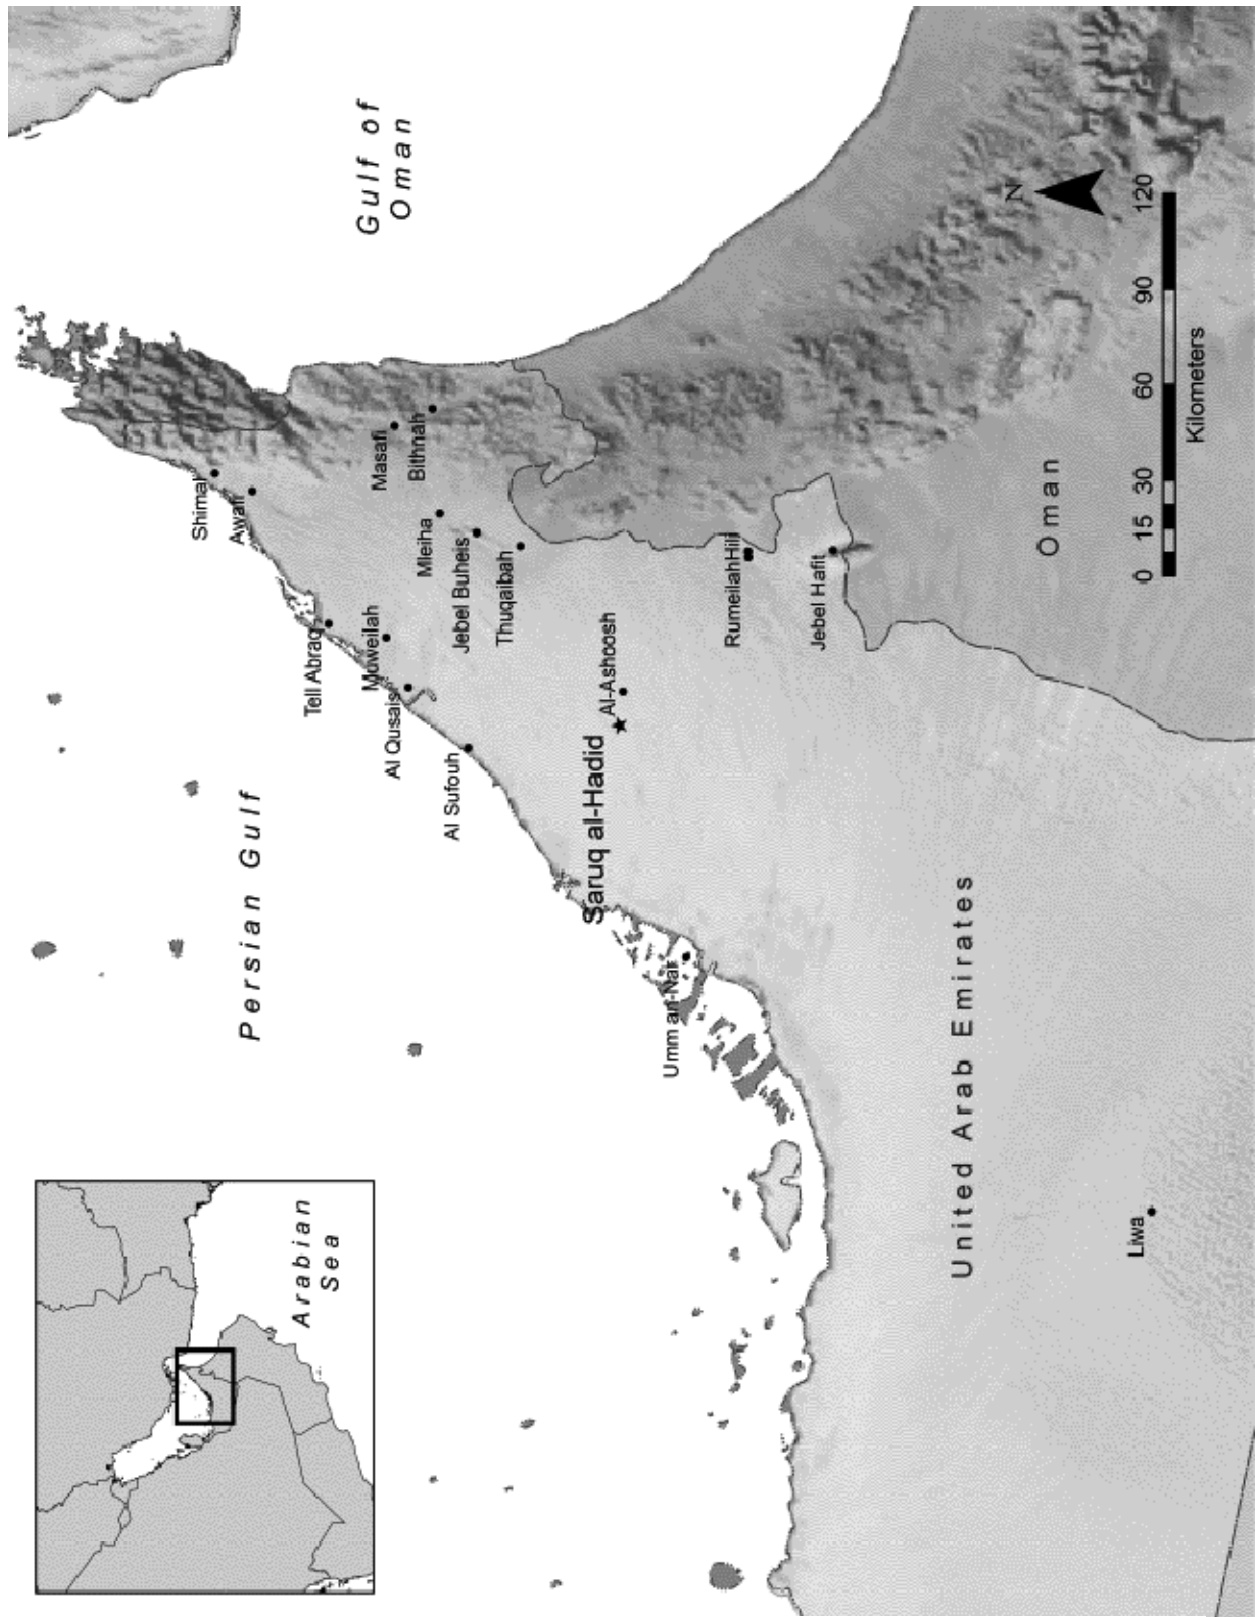 Arabian
Sea
Persian Gulf
Gulf of
Oman
Shimal
Awafi
Tell Abraq
Masafi
Bithnah
Muweilah
Al Qusais
Mleiha
Jebel Buheis
Al Sufouh
Thuqaibah
Saruq al-Hadid
Al-Ashoosh
Umm an-Nar
Rumeilah
Hili
Jebel Hafit
United Arab Emirates
Oman
Liwa
N
0 15 30 60 90 120
Kilometers